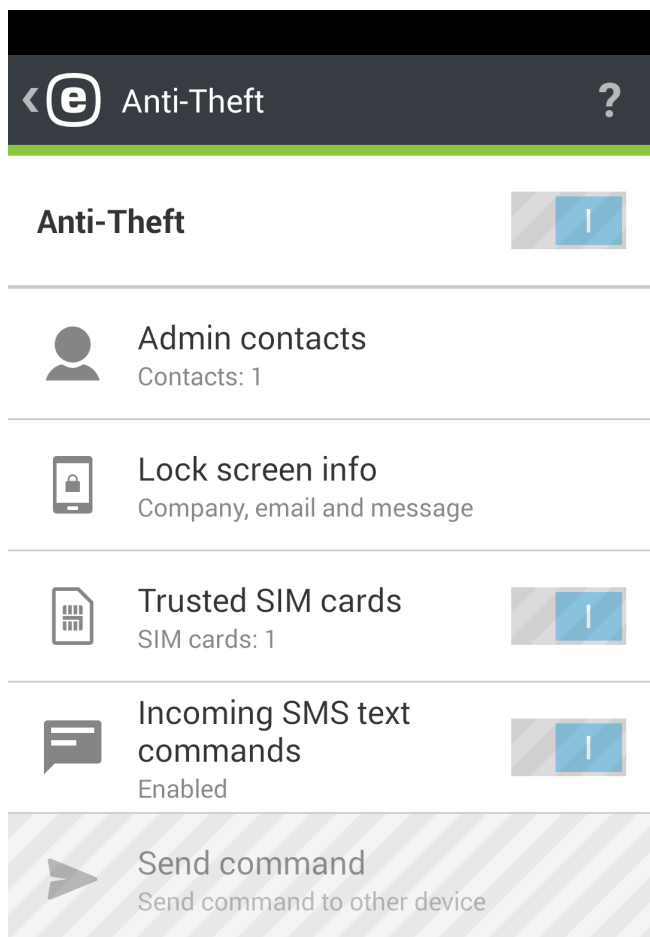 e Anti-Theft ?
Anti-Theft
Admin contacts
Contacts: 1
Lock screen info
Company, email and message
Trusted SIM cards
SIM cards: 1
Incoming SMS text
commands
Enabled
Send command
Send command to other device